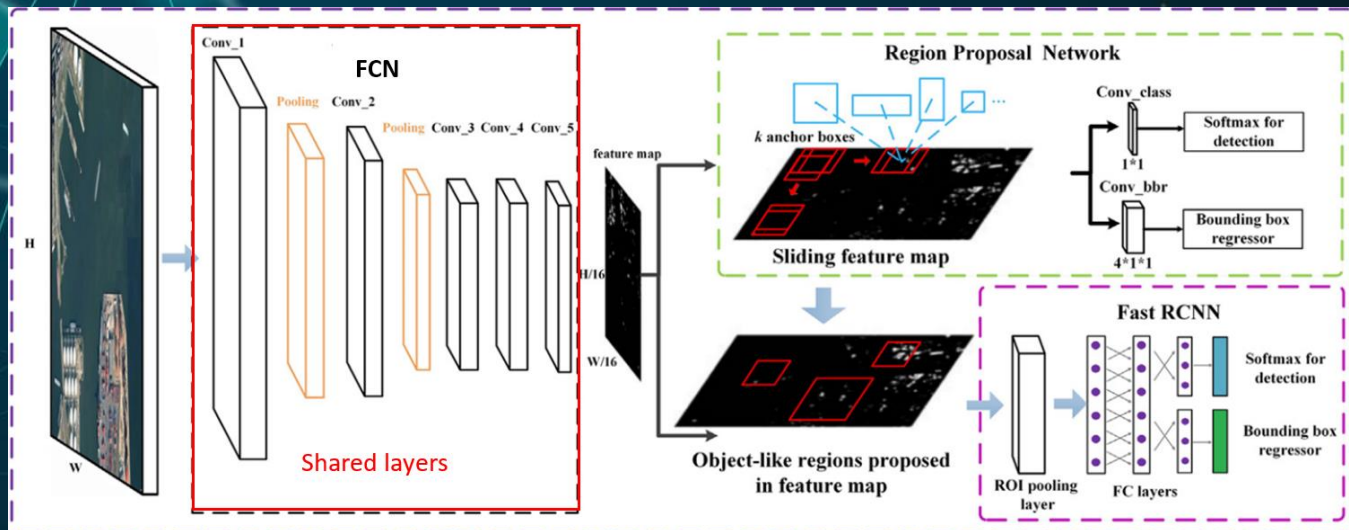 Conv_1
FCN
Pooling
Conv_2
Pooling
Conv_3
Conv_4
Conv_5
H
W
Shared layers
feature map
H/16
W/16
Region Proposal Network
k anchor boxes
...
Sliding feature map
Conv_class
1*1
Softmax for
detection
Conv_bbr
4*1*1
Bounding box
regressor
Object-like regions proposed
in feature map
Fast RCNN
ROI pooling
layer
FC layers
Softmax for
detection
Bounding box
regressor